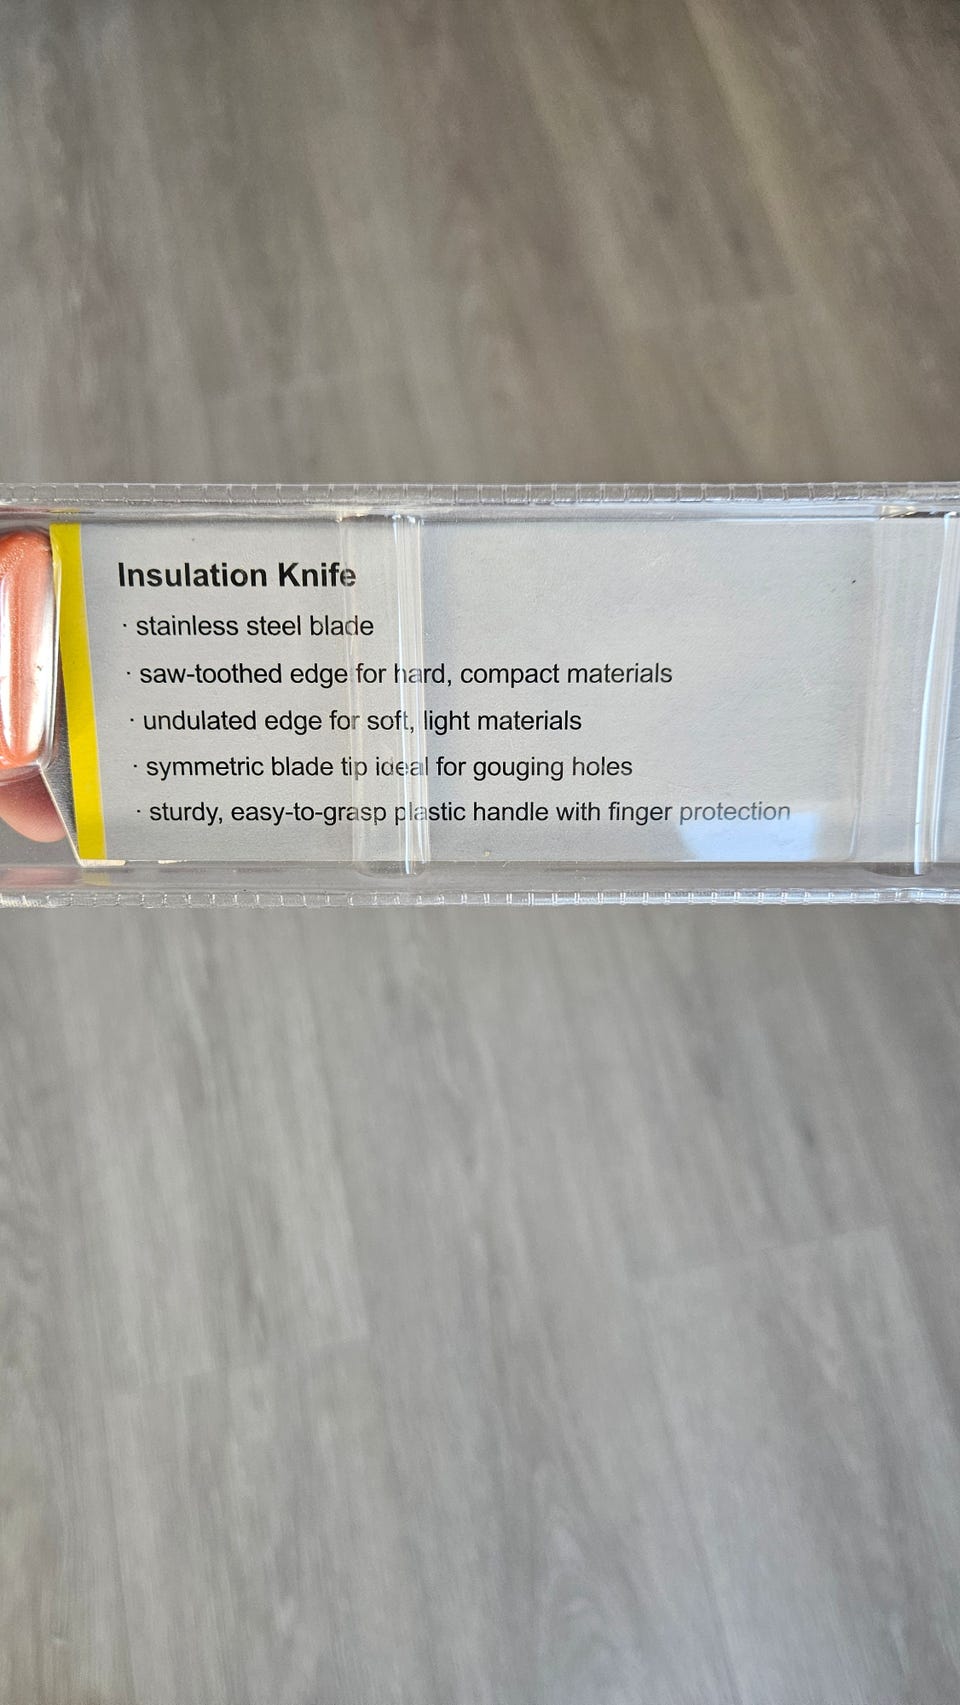 Insulation Knife
· stainless steel blade
· saw-toothed edge for hard, compact materials
· undulated edge for soft, light materials
· symmetric blade tip ideal for gouging holes
· sturdy, easy-to-grasp plastic handle with finger protection